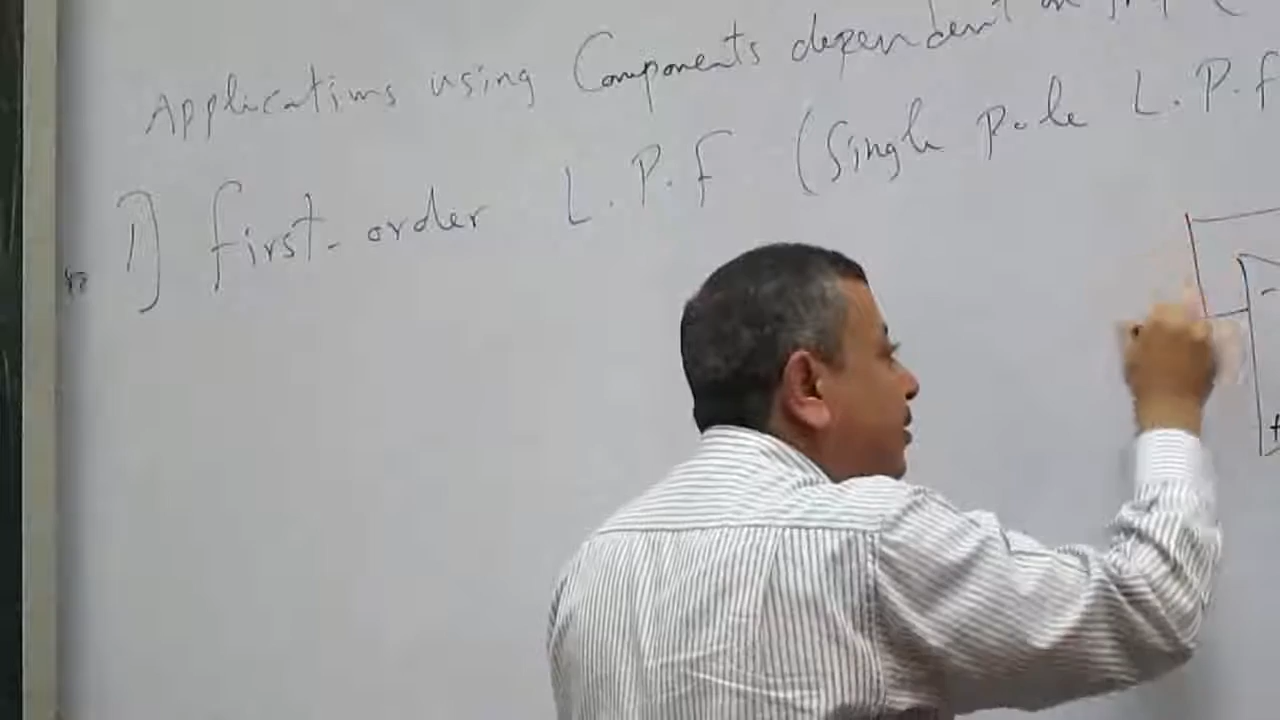 Applications using Components dependent on
1] first-order L.P.F (Single pole L.P.F
-
+